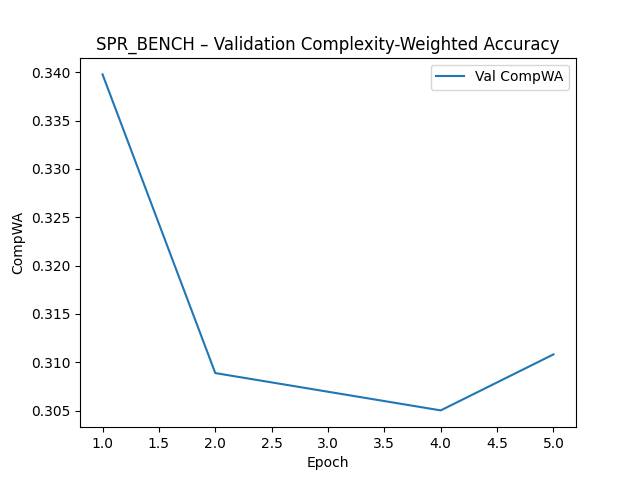 SPR_BENCH – Validation Complexity-Weighted Accuracy
Val CompWA
0.340
0.335
0.330
0.325
0.320
0.315
0.310
0.305
CompWA
1.0 1.5 2.0 2.5 3.0 3.5 4.0 4.5 5.0
Epoch